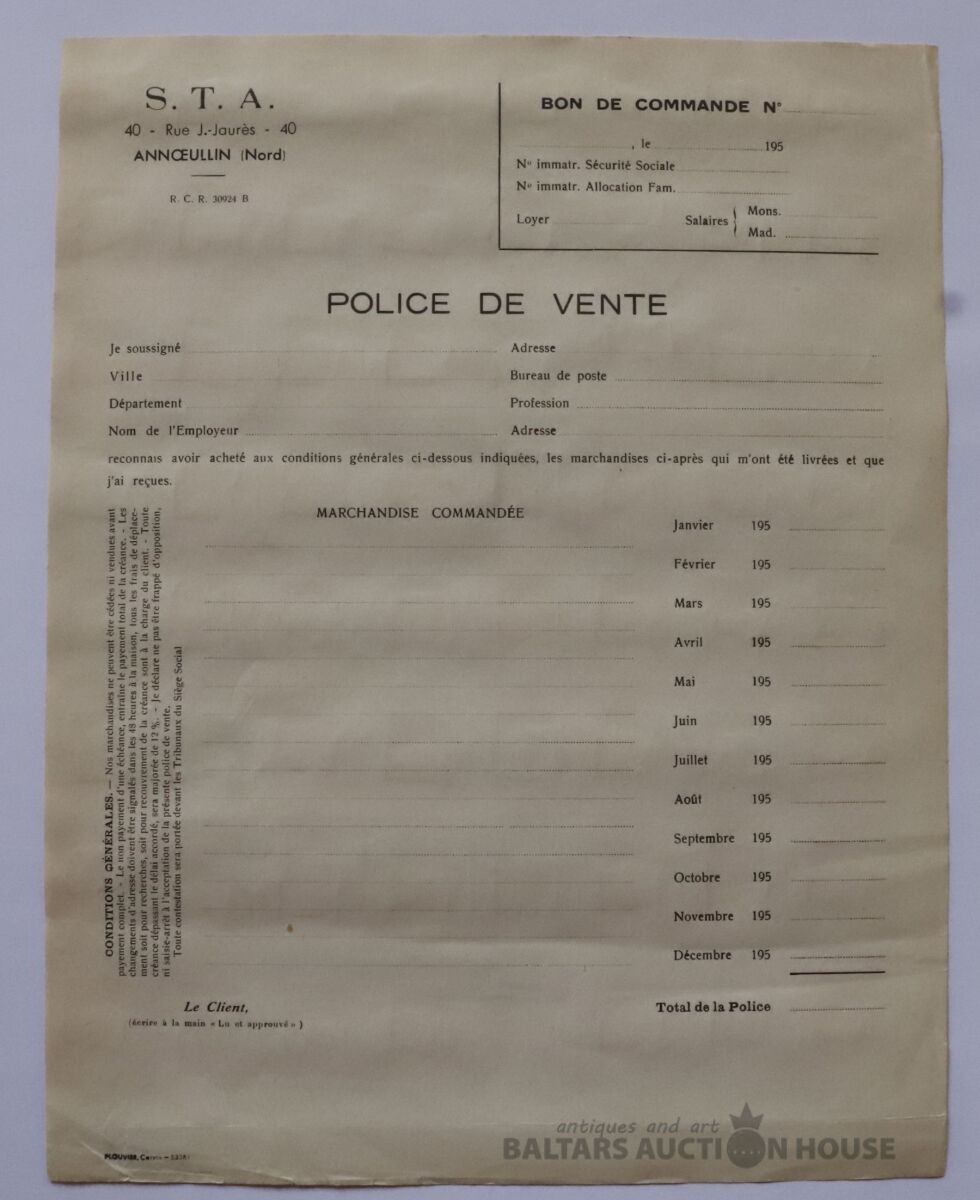 S. T. A.
40 - Rue J.-Jaurès - 40
ANNŒULLIN (Nord)
R. C. R. 30924 B
BON DE COMMANDE N°
, le 195
N° immatr. Sécurité Sociale
N° immatr. Allocation Fam.
Loyer Salaires { Mons.
Mad.
POLICE DE VENTE
Je soussigné Adresse
Ville Bureau de poste
Département Profession
Nom de l'Employeur Adresse
reconnais avoir acheté aux conditions générales ci-dessous indiquées, les marchandises ci-après qui m'ont été livrées et que
j'ai reçues.
CONDITIONS GÉNÉRALES. — Nos marchandises ne peuvent être cédées ni vendues avant
payement complet. - Le non payement d'une échéance, entraîne le payement total de la créance. - Les
changements d'adresse doivent être signalés dans les 48 heures à la maison, tous les frais de déplace-
ment soit pour recherches, soit pour recouvrement de la créance sont à la charge du client. - Toute
créance dépassant le délai accordé, sera majorée de 12 %. - Je déclare ne pas être frappé d'opposition,
ni saisie-arrêt à l'acceptation de la présente police de vente.
Toute contestation sera portée devant les Tribunaux du Siège Social
MARCHANDISE COMMANDÉE
Janvier 195
Février 195
Mars 195
Avril 195
Mai 195
Juin 195
Juillet 195
Août 195
Septembre 195
Octobre 195
Novembre 195
Décembre 195
Le Client,
(écrire à la main « Lu et approuvé » )
Total de la Police
PLOUVIER, Carvin —
antiques and art
BALTARS AUCTION HOUSE